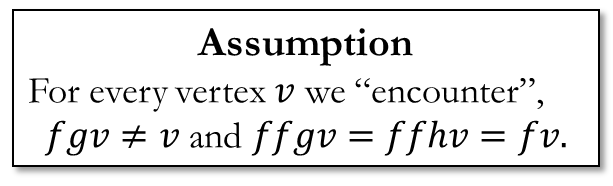 Assumption
For every vertex 𝑣 we “encounter”,
𝑓𝑔𝑣 ≠ 𝑣 and 𝑓𝑓𝑔𝑣 = 𝑓𝑓ℎ𝑣 = 𝑓𝑣.